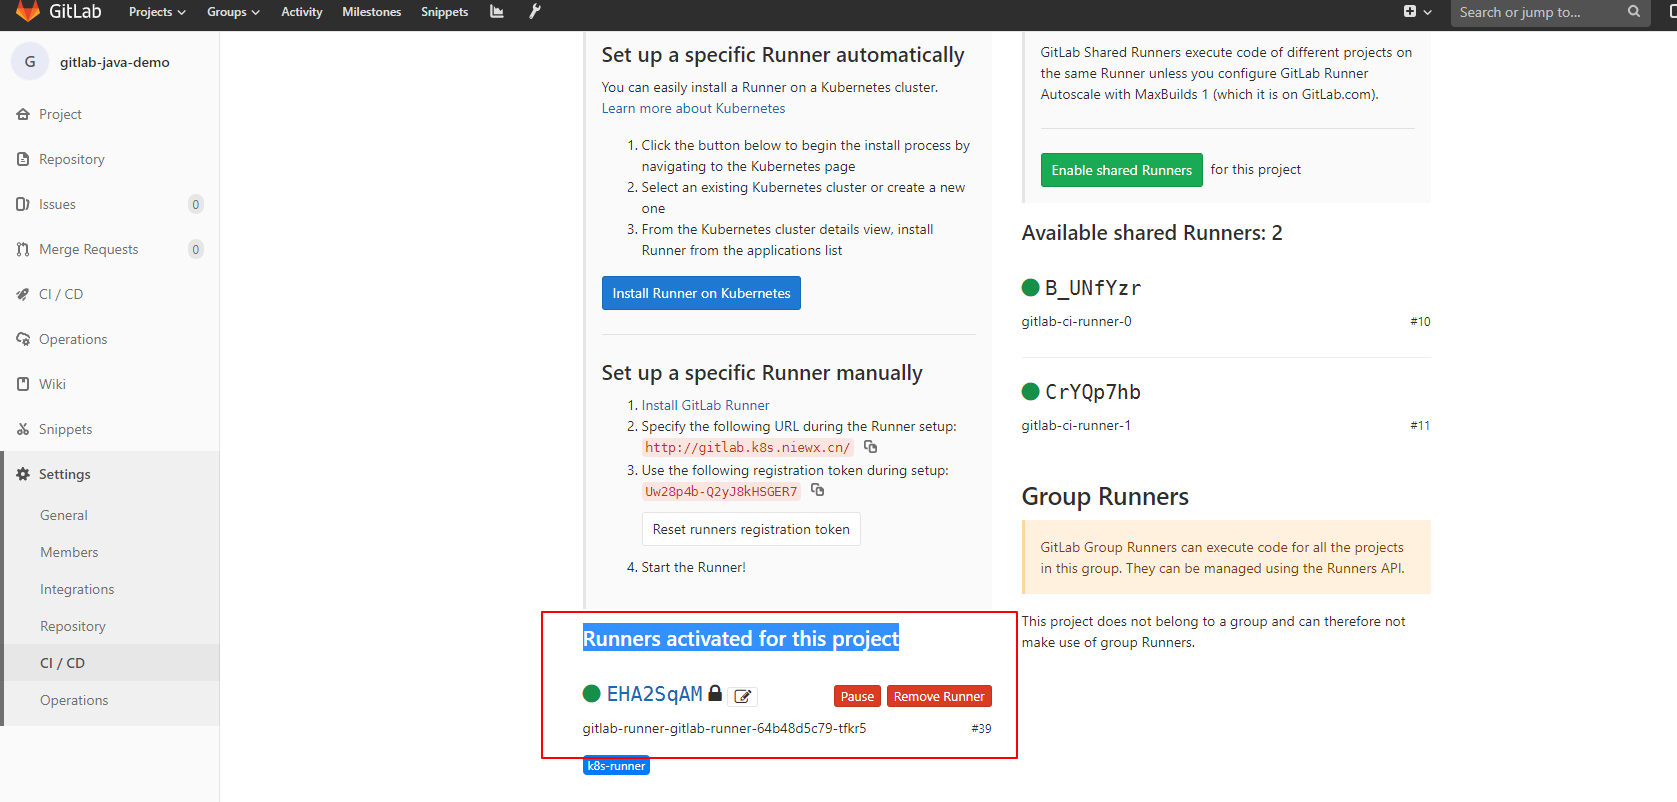 GitLab
Projects
Groups
Activity
Milestones
Snippets
Search or jump to...
G
gitlab-java-demo
Project
Repository
Issues
0
Merge Requests
0
CI / CD
Operations
Wiki
Snippets
Settings
General
Members
Integrations
Repository
CI / CD
Operations
Set up a specific Runner automatically
You can easily install a Runner on a Kubernetes cluster.
Learn more about Kubernetes
1. Click the button below to begin the install process by
navigating to the Kubernetes page
2. Select an existing Kubernetes cluster or create a new
one
3. From the Kubernetes cluster details view, install
Runner from the applications list
Install Runner on Kubernetes
Set up a specific Runner manually
1. Install GitLab Runner
2. Specify the following URL during the Runner setup:
http://gitlab.k8s.niewx.cn/
3. Use the following registration token during setup:
Uw28p4b-Q2yJ8kHSGER7
Reset runners registration token
4. Start the Runner!
Runners activated for this project
EHA2SqAM
Pause
Remove Runner
gitlab-runner-gitlab-runner-64b48d5c79-tfkr5
#39
k8s-runner
GitLab Shared Runners execute code of different projects on
the same Runner unless you configure GitLab Runner
Autoscale with MaxBuilds 1 (which it is on GitLab.com).
Enable shared Runners
for this project
Available shared Runners: 2
B_UNfYzr
gitlab-ci-runner-0
#10
CrYQp7hb
gitlab-ci-runner-1
#11
Group Runners
GitLab Group Runners can execute code for all the projects
in this group. They can be managed using the Runners API.
This project does not belong to a group and can therefore not
make use of group Runners.